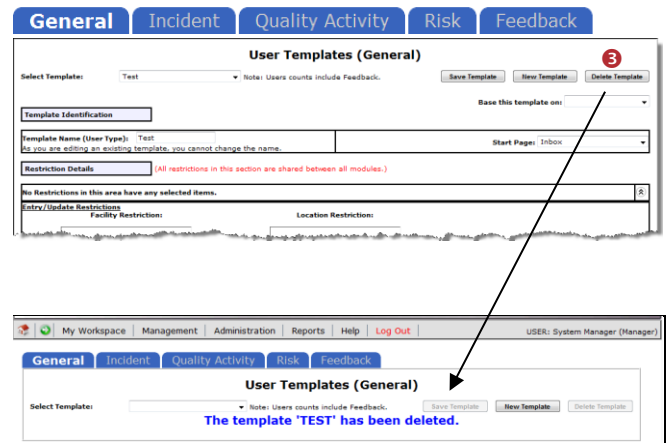 General Incident Quality Activity Risk Feedback
User Templates (General)
3
Select Template: Test Note: Users counts include Feedback. Save Template New Template Delete Template
Base this template on:
Template Identification
Template Name (User Type): Test
As you are editing an existing template, you cannot change the name.
Start Page: Inbox
Restriction Details (All restrictions in this section are shared between all modules.)
No Restrictions in this area have any selected items.
Entry/Update Restrictions
Facility Restriction: Location Restriction:
My Workspace Management Administration Reports Help Log Out USER: System Manager (Manager)
General Incident Quality Activity Risk Feedback
User Templates (General)
Select Template: Note: Users counts include Feedback. Save Template New Template Delete Template
The template 'TEST' has been deleted.